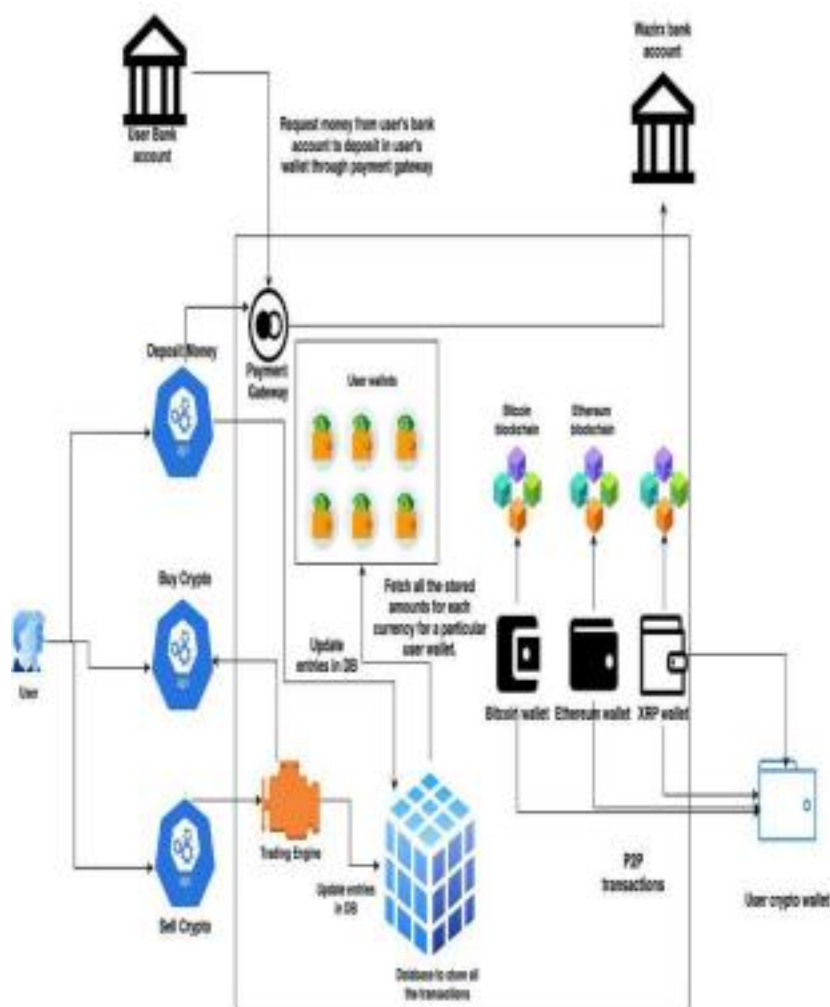 User Bank
account
Wazirx bank
account
Request money from user's bank
account to deposit in user's
wallet through payment gateway
Deposit Money
Payment
Gateway
User wallets
Bitcoin
blockchain
Ethereum
blockchain
Buy Crypto
Fetch all the stored
amounts for each
currency for a particular
user wallet.
Update
entries in DB
User
Bitcoin wallet
Ethereum wallet
XRP wallet
Trading Engine
Update entries
in DB
P2P
transactions
User crypto wallet
Sell Crypto
Database to store all
the transactions